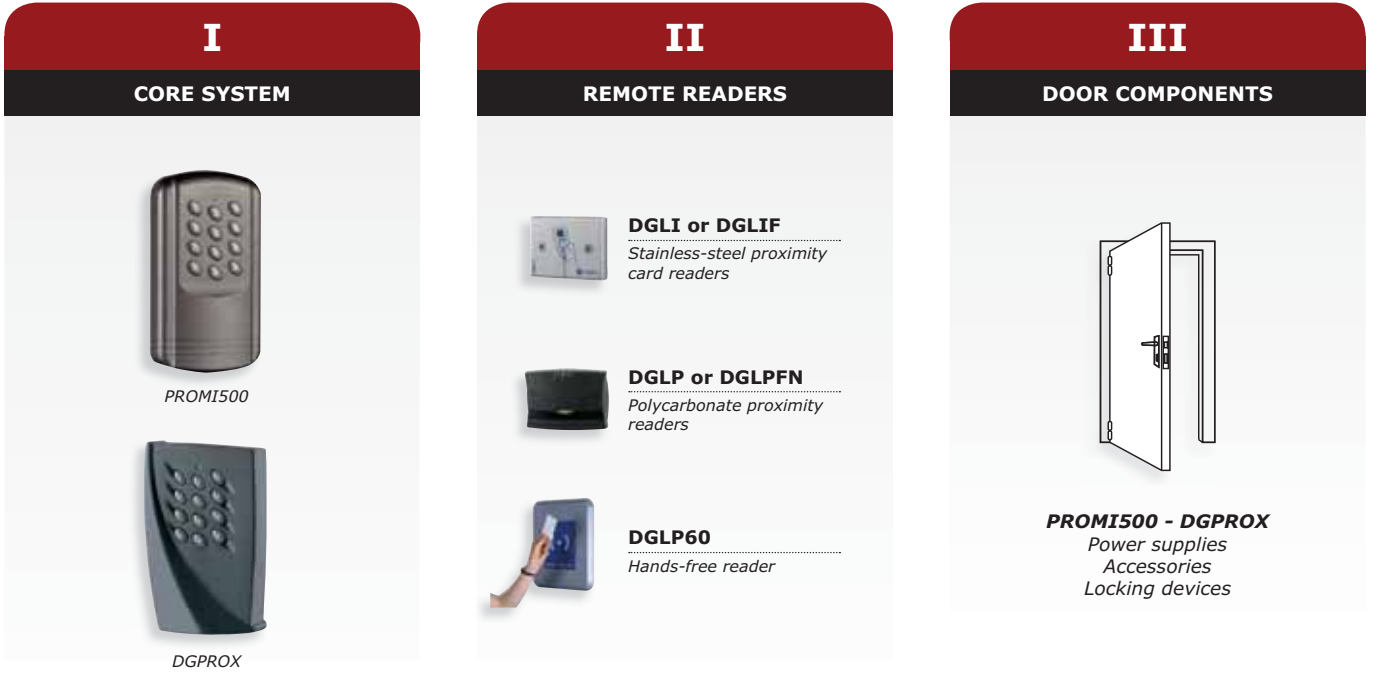 I
CORE SYSTEM
PROMI500
DGPROX
II
REMOTE READERS
DGLI or DGLIF
Stainless-steel proximity
card readers
DGLP or DGLPFN
Polycarbonate proximity
readers
DGLP60
Hands-free reader
III
DOOR COMPONENTS
PROMI500 - DGPROX
Power supplies
Accessories
Locking devices